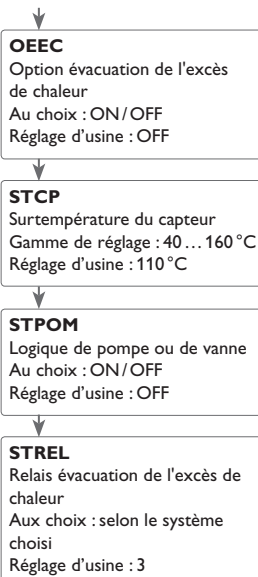 OEEC
Option évacuation de l'excès
de chaleur
Au choix : ON / OFF
Réglage d'usine : OFF
STCP
Surtempérature du capteur
Gamme de réglage : 40 … 160 °C
Réglage d’usine : 110 °C
STPOM
Logique de pompe ou de vanne
Au choix : ON / OFF
Réglage d’usine : OFF
STREL
Relais évacuation de l'excès de
chaleur
Aux choix : selon le système
choisi
Réglage d’usine : 3